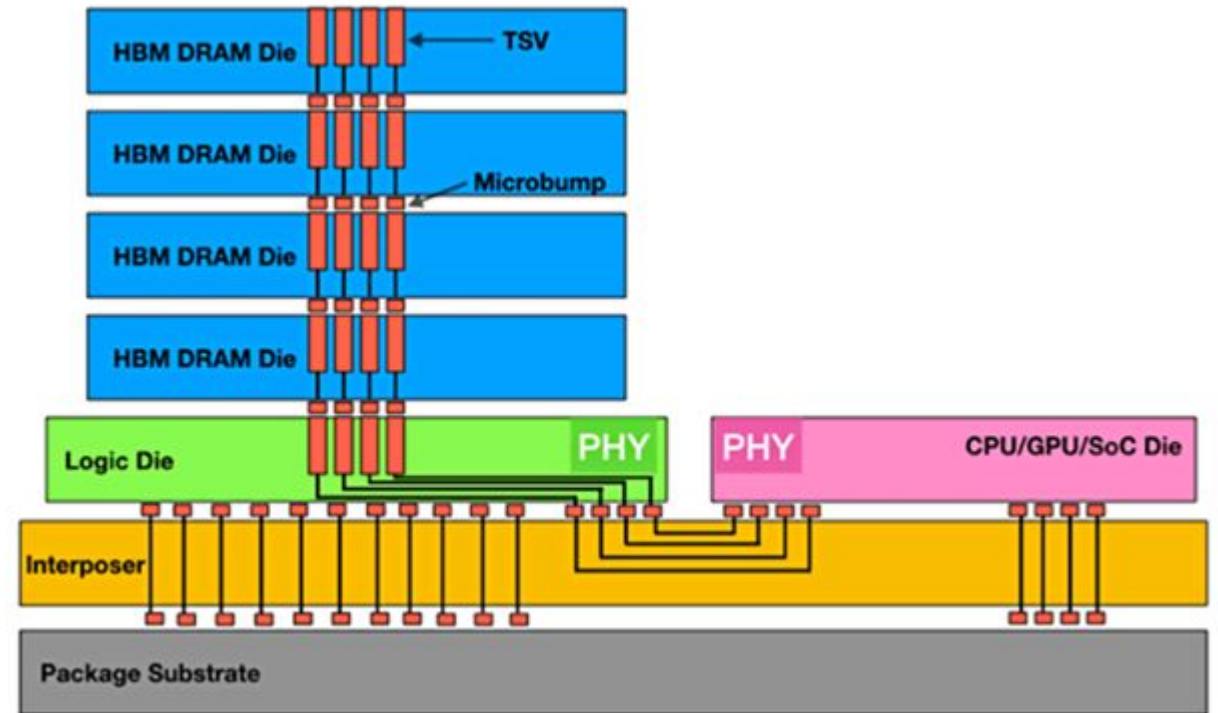 HBM DRAM Die
TSV
HBM DRAM Die
Microbump
HBM DRAM Die
HBM DRAM Die
Logic Die
PHY
PHY
CPU/GPU/SoC Die
Interposer
Package Substrate